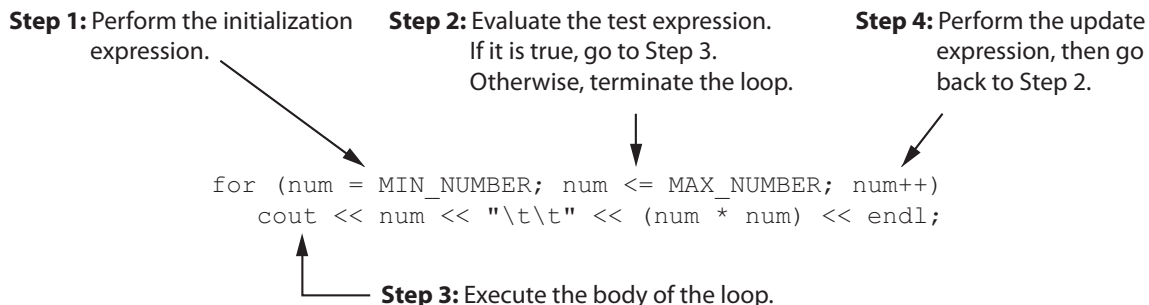 Step 1: Perform the initialization
expression.
Step 2: Evaluate the test expression.
If it is true, go to Step 3.
Otherwise, terminate the loop.
Step 4: Perform the update
expression, then go
back to Step 2.
for (num = MIN_NUMBER; num <= MAX_NUMBER; num++)
cout << num << "\t\t" << (num * num) << endl;
Step 3: Execute the body of the loop.